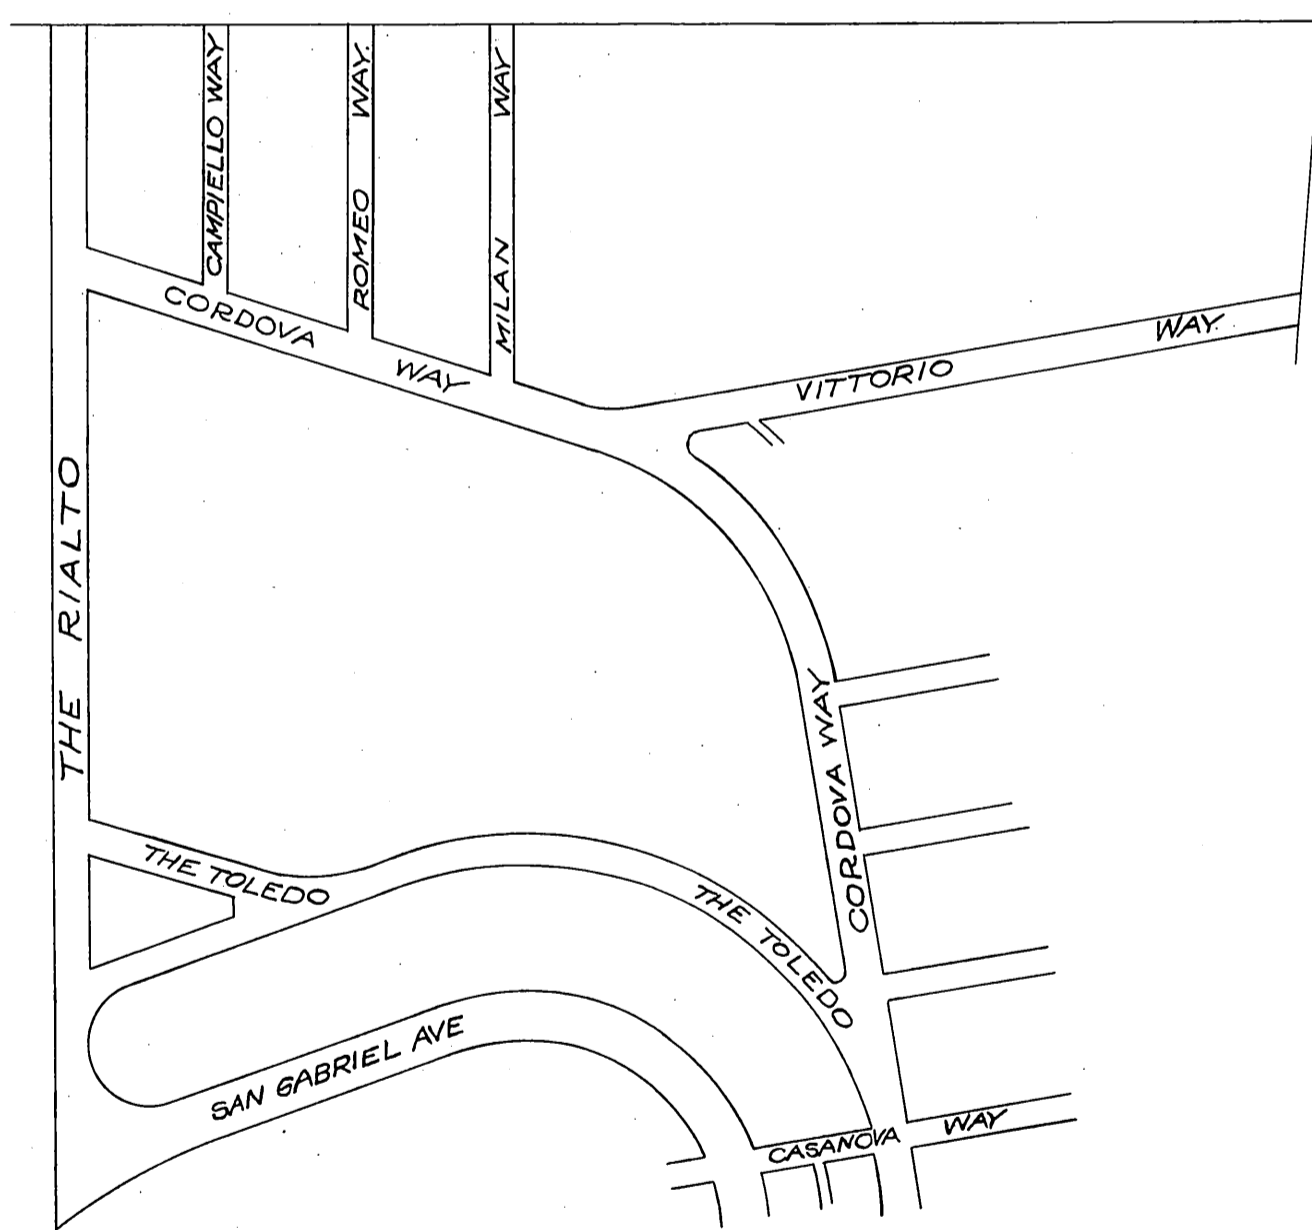 CAMPIELLO WAY
ROMEO WAY.
MILAN WAY
CORDOVA WAY
VITTORIO WAY.
THE RIALTO
CORDOVA WAY
THE TOLEDO
THE TOLEDO
SAN GABRIEL AVE
CASANOVA WAY